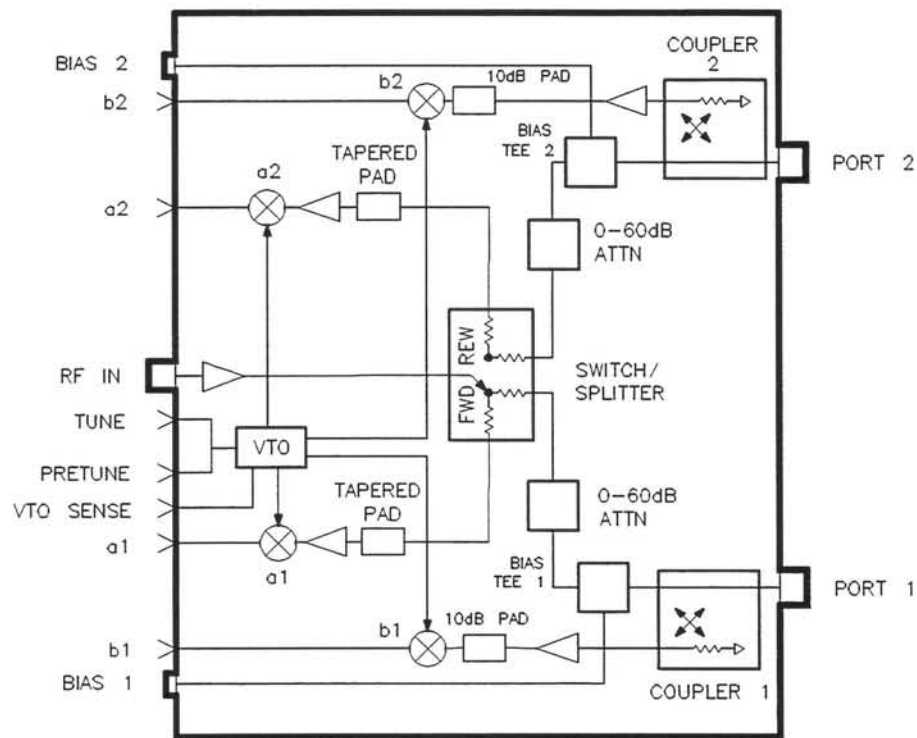 COUPLER
2
BIAS 2
b2
b2
10dB PAD
BIAS
TEE 2
PORT 2
TAPERED
PAD
a2
a2
0-60dB
ATTN
REW
FWD
SWITCH/
SPLITTER
RF IN
TUNE
VTO
PRETUNE
VTO SENSE
TAPERED
PAD
0-60dB
ATTN
a1
a1
BIAS
TEE 1
PORT 1
b1
10dB PAD
b1
BIAS 1
COUPLER 1